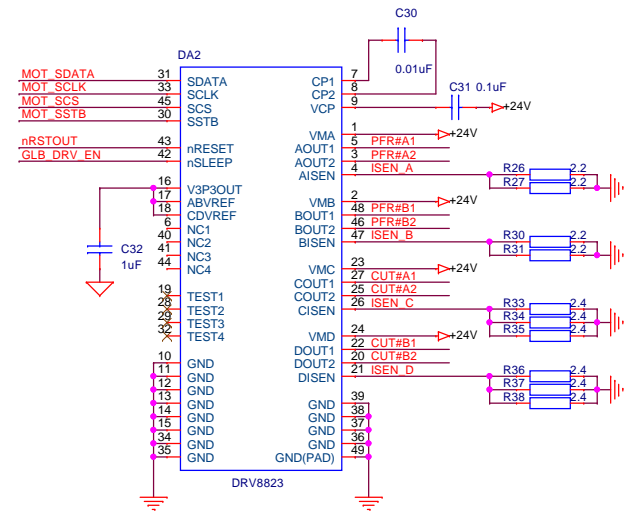 C30
0.01uF
DA2
MOT_SDATA 31 SDATA
MOT_SCLK 33 SCLK
MOT_SCS 45 SCS
MOT_SSTB 30 SSTB
nRSTOUT 43 nRESET
GLB_DRV_EN 42 nSLEEP
16 V3P3OUT
17 ABVREF
18 CDVREF
6 NC1
40 NC2
41 NC3
44 NC4
C32
1uF
19 TEST1
28 TEST2
29 TEST3
32 TEST4
10 GND
11 GND
12 GND
13 GND
14 GND
15 GND
34 GND
35 GND
CP1 7
CP2 8
VCP 9
C31 0.1uF
+24V
VMA 1 +24V
AOUT1 5 PFR#A1
AOUT2 3 PFR#A2
AISEN 4 ISEN_A
R26 2.2
R27 2.2
VMB 2 +24V
BOUT1 48 PFR#B1
BOUT2 46 PFR#B2
BISEN 47 ISEN_B
R30 2.2
R31 2.2
VMC 23 +24V
COUT1 27 CUT#A1
COUT2 25 CUT#A2
CISEN 26 ISEN_C
R33 2.4
R34 2.4
R35 2.4
VMD 24 +24V
DOUT1 22 CUT#B1
DOUT2 20 CUT#B2
DISEN 21 ISEN_D
R36 2.4
R37 2.4
R38 2.4
GND 39
GND 38
GND 37
GND 36
GND(PAD) 49
DRV8823